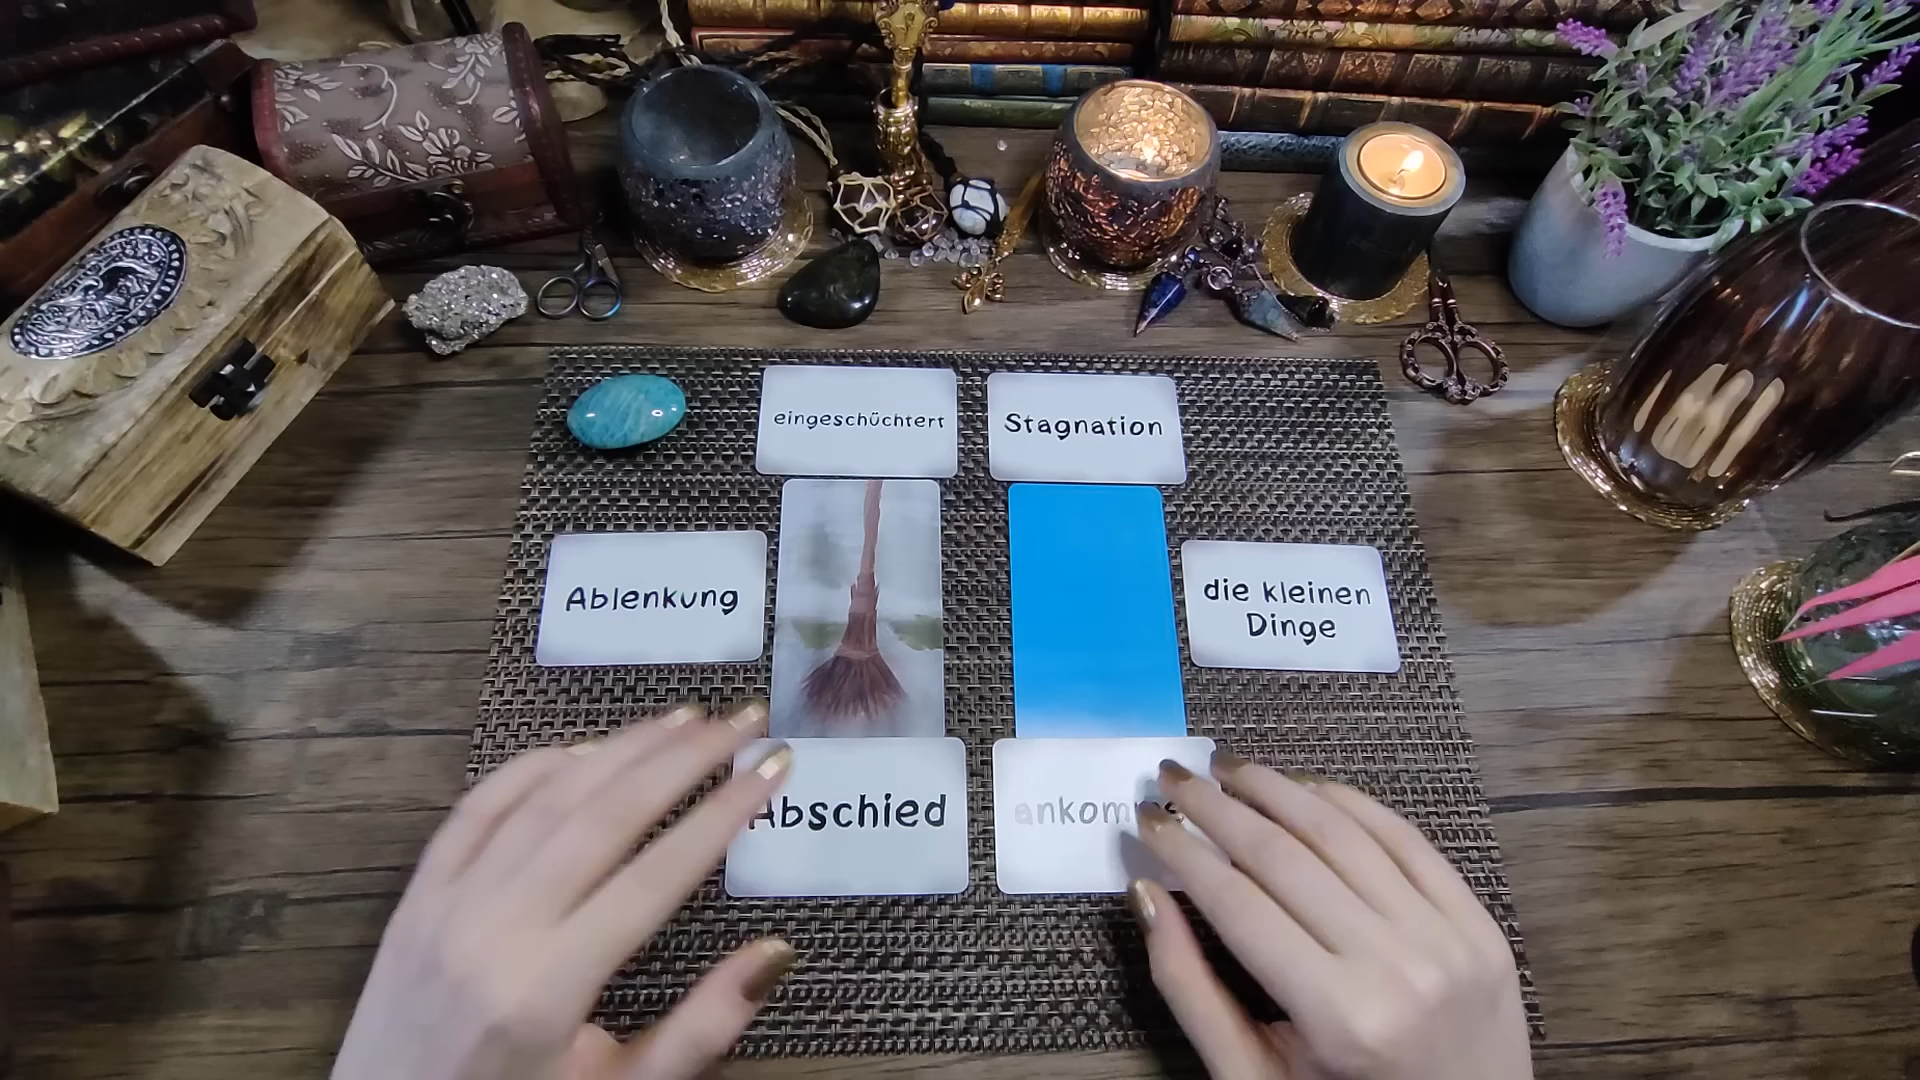 eingeschüchtert
Stagnation
Ablenkung
die kleinen
Dinge
Abschied